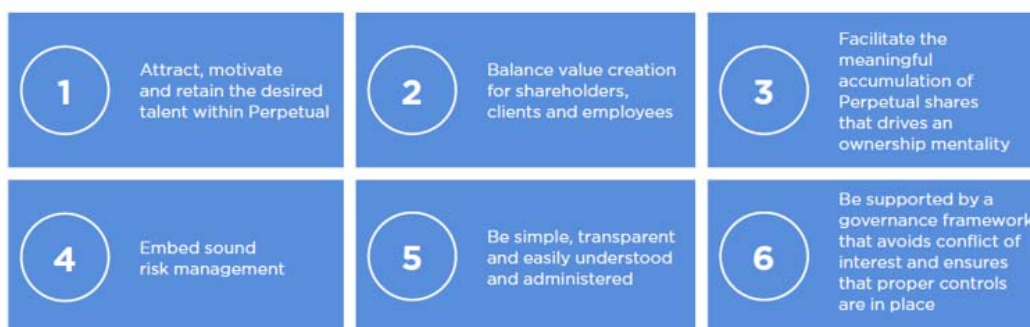 1
Attract, motivate
and retain the desired
talent within Perpetual
2
Balance value creation
for shareholders,
clients and employees
3
Facilitate the
meaningful
accumulation of
Perpetual shares
that drives an
ownership mentality
4
Embed sound
risk management
5
Be simple, transparent
and easily understood
and administered
6
Be supported by a
governance framework
that avoids conflict of
interest and ensures
that proper controls
are in place